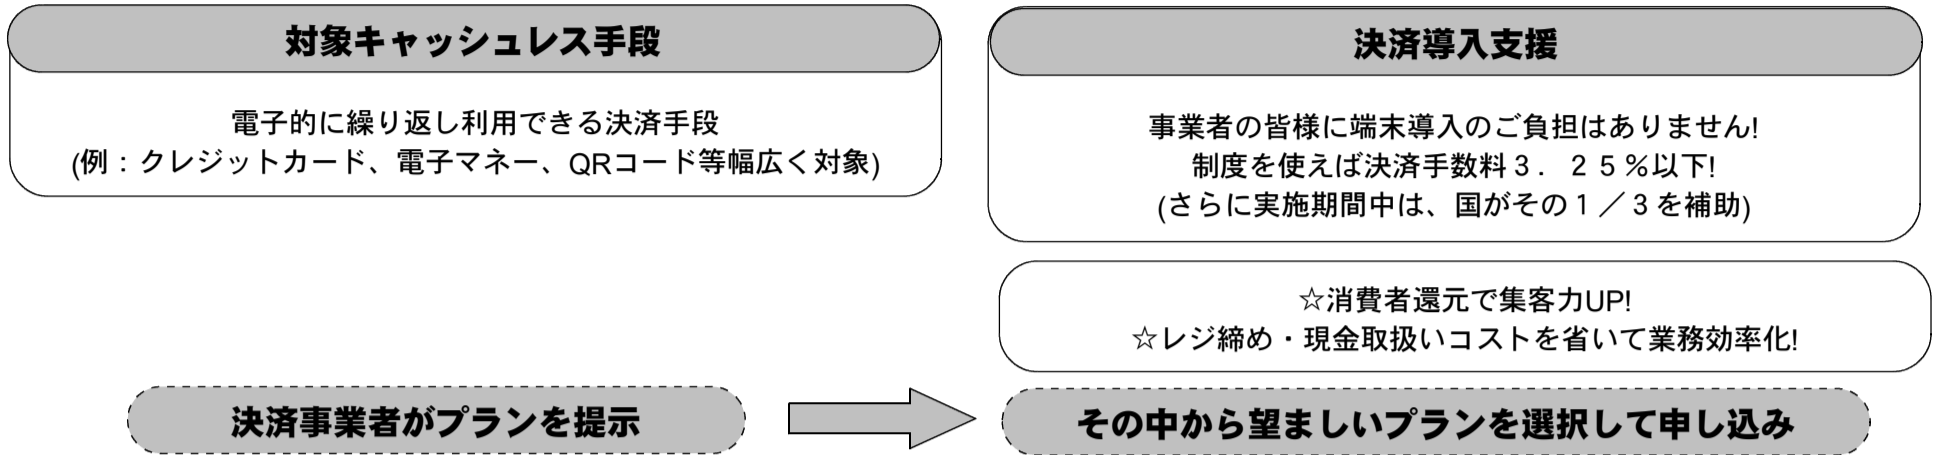 対象キャッシュレス手段
電子的に繰り返し利用できる決済手段
(例：クレジットカード、電子マネー、QRコード等幅広く対象)
決済導入支援
事業者の皆様に端末導入のご負担はありません!
制度を使えば決済手数料３．２５％以下!
(さらに実施期間中は、国がその１／３を補助)
☆消費者還元で集客力UP!
☆レジ締め・現金取扱いコストを省いて業務効率化!
決済事業者がプランを提示
その中から望ましいプランを選択して申し込み